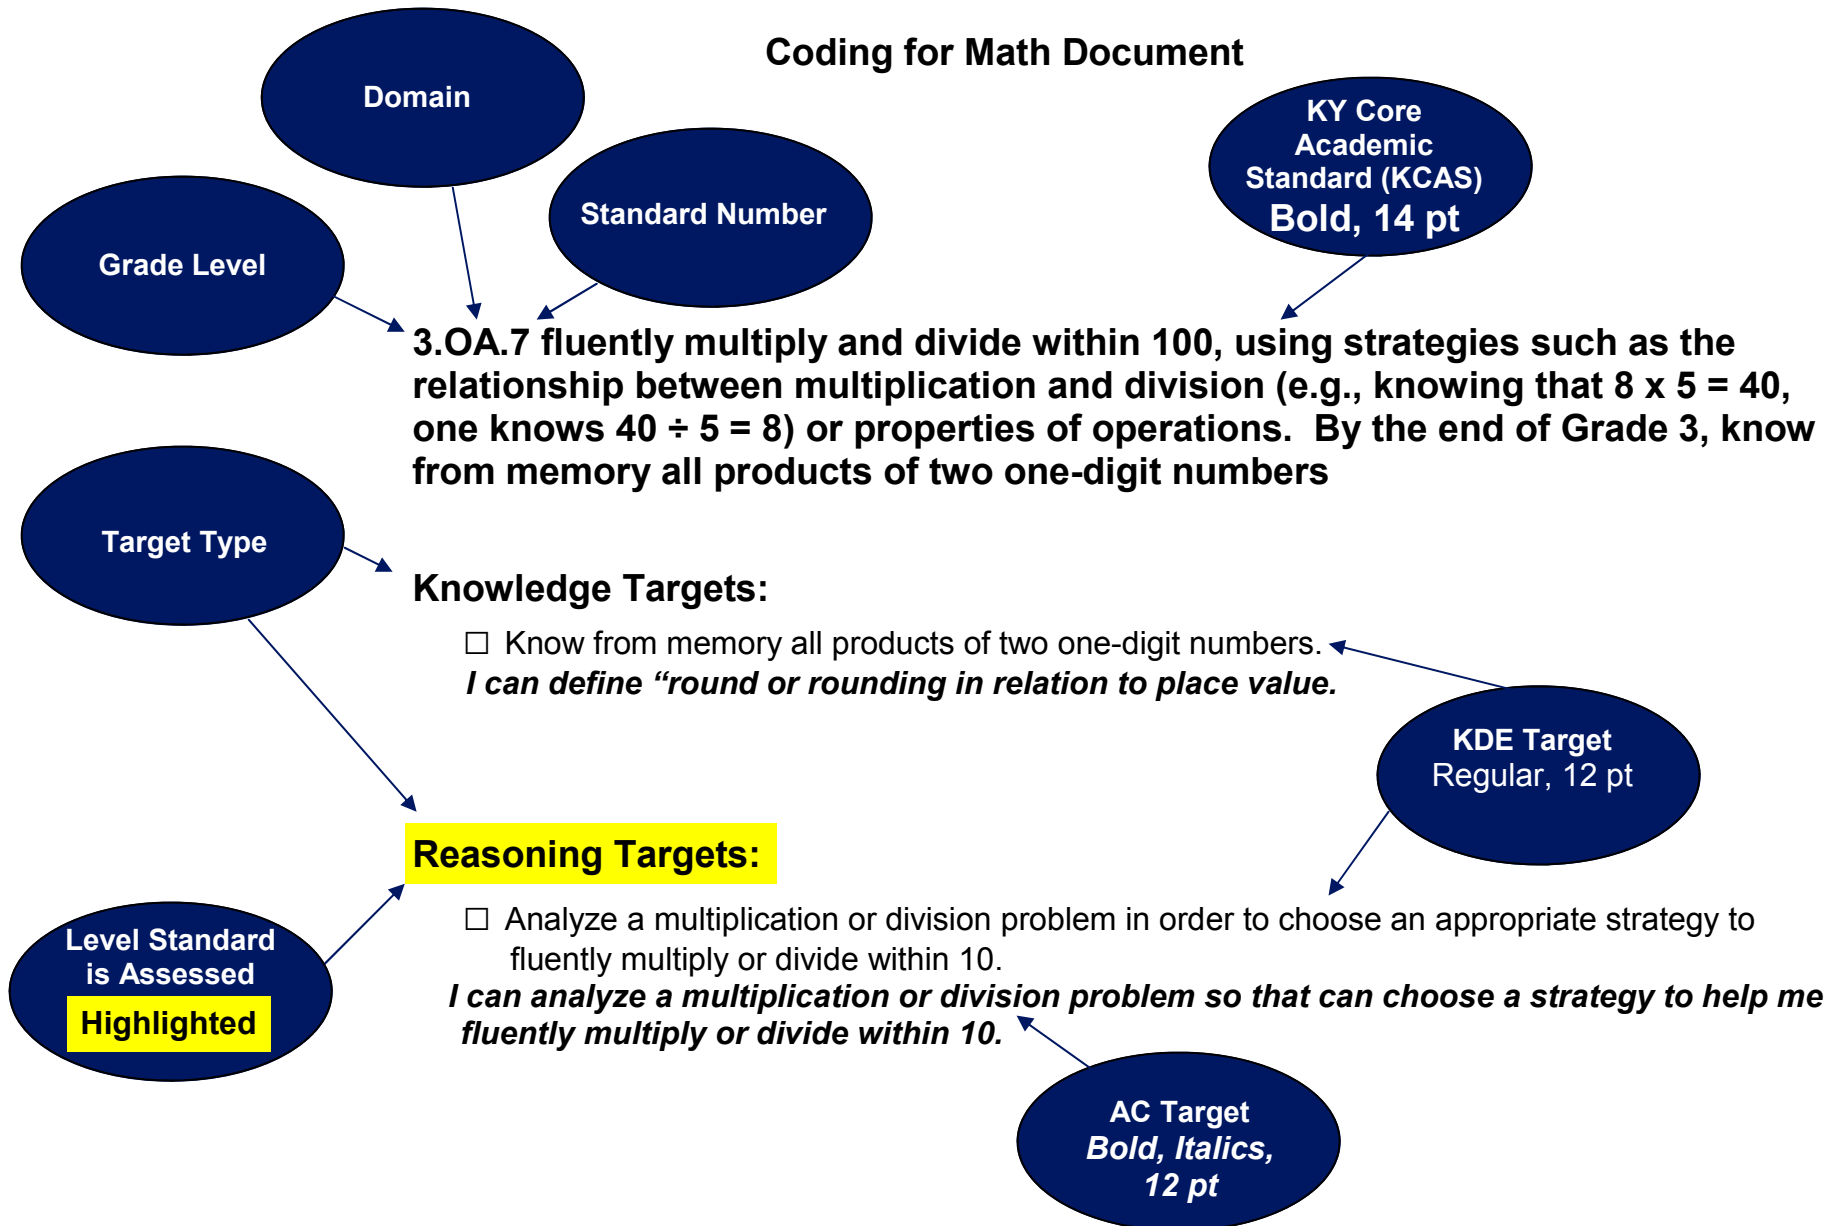 Coding for Math Document
Domain
KY Core
Academic
Standard (KCAS)
Bold, 14 pt
Standard Number
Grade Level
3.OA.7 fluently multiply and divide within 100, using strategies such as the
relationship between multiplication and division (e.g., knowing that 8 x 5 = 40,
one knows 40 ÷ 5 = 8) or properties of operations.  By the end of Grade 3, know
from memory all products of two one-digit numbers
Target Type
Knowledge Targets:
☐ Know from memory all products of two one-digit numbers.
I can define “round or rounding in relation to place value.
KDE Target
Regular, 12 pt
Reasoning Targets:
Level Standard
is Assessed
Highlighted
☐ Analyze a multiplication or division problem in order to choose an appropriate strategy to
fluently multiply or divide within 10.
I can analyze a multiplication or division problem so that can choose a strategy to help me
fluently multiply or divide within 10.
AC Target
Bold, Italics,
12 pt